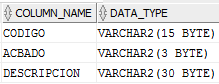 COLUMN_NAME DATA_TYPE
CODIGO VARCHAR2(15 BYTE)
ACBADO VARCHAR2(3 BYTE)
DESCRIPCION VARCHAR2(30 BYTE)